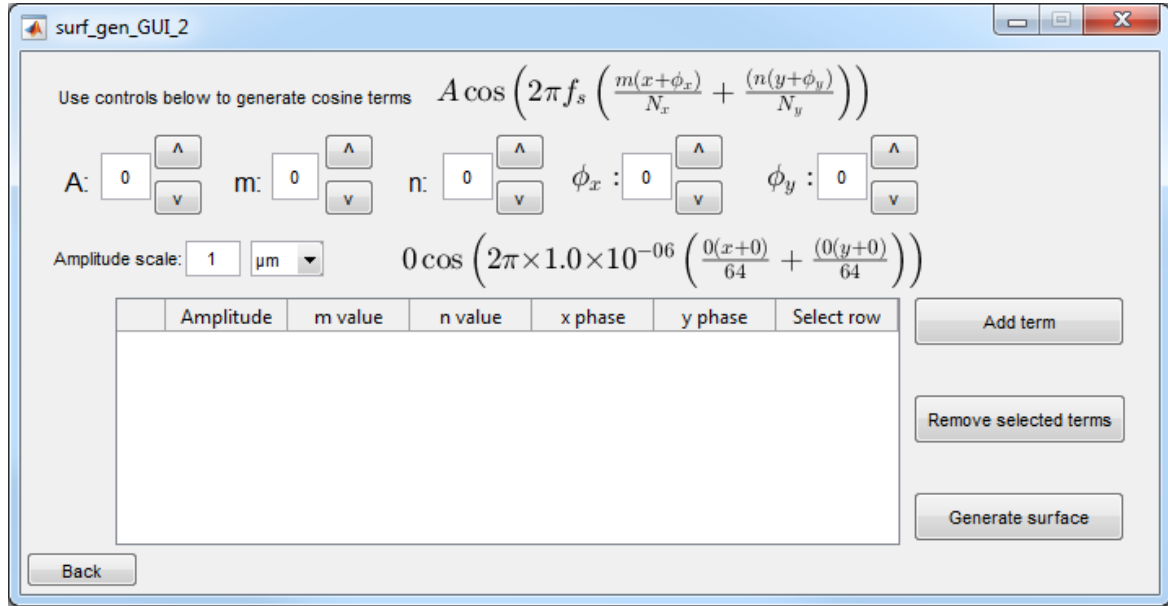 surf_gen_GUI_2
X
Use controls below to generate cosine terms A cos (2πf_s (m(x+ϕ_x)/N_x + (n(y+ϕ_y)/N_y))
A: 0 ^ v m: 0 ^ v n: 0 ^ v ϕ_x : 0 ^ v ϕ_y : 0 ^ v
Amplitude scale: 1 µm 0 cos (2π×1.0×10^−06 (0(x+0)/64 + (0(y+0)/64))
Amplitude m value n value x phase y phase Select row
Add term
Remove selected terms
Generate surface
Back